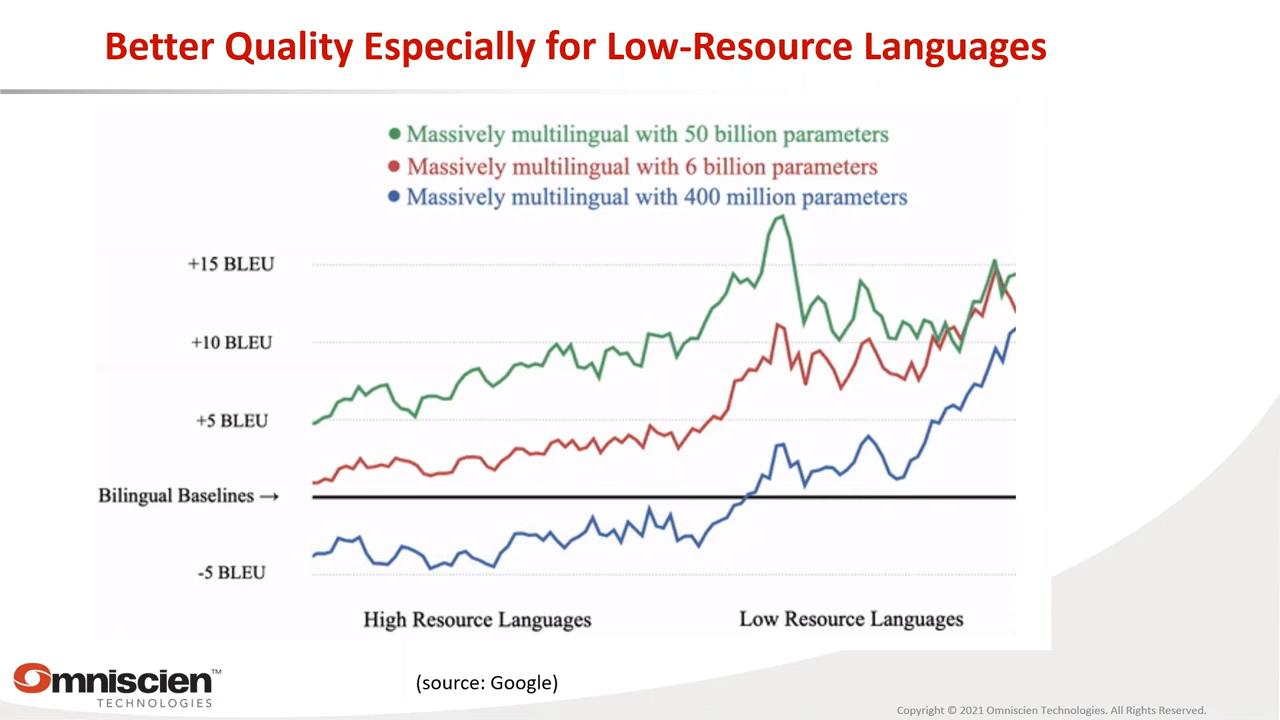 Better Quality Especially for Low-Resource Languages
● Massively multilingual with 50 billion parameters
● Massively multilingual with 6 billion parameters
● Massively multilingual with 400 million parameters
+15 BLEU
+10 BLEU
+5 BLEU
Bilingual Baselines →
-5 BLEU
High Resource Languages
Low Resource Languages
Omniscien™
TECHNOLOGIES
(source: Google)
Copyright © 2021 Omniscien Technologies. All Rights Reserved.